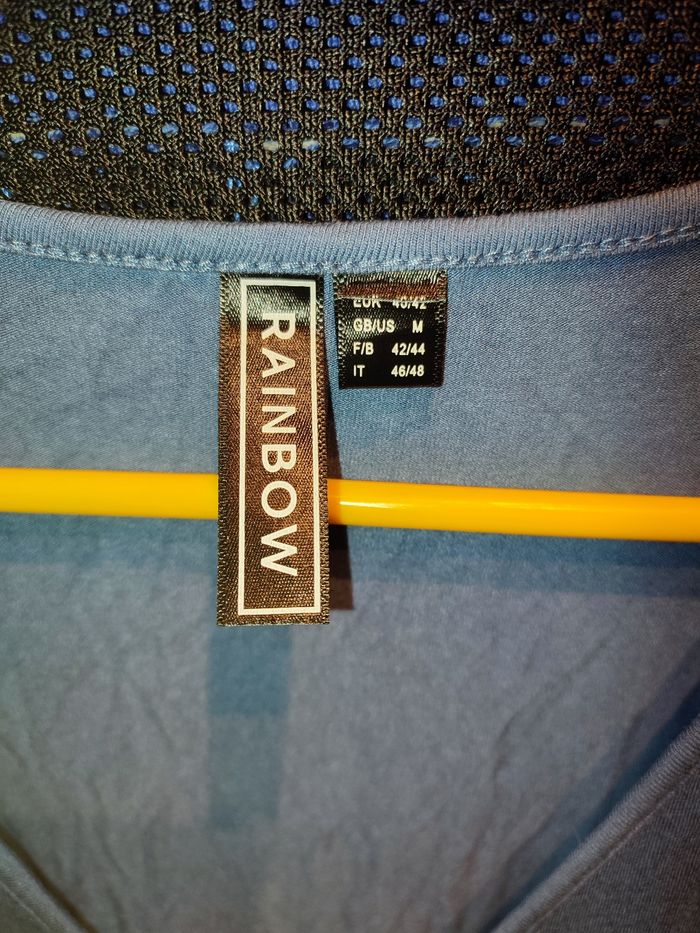 RAINBOW
EUR 40/42
GB/US M
F/B 42/44
IT 46/48